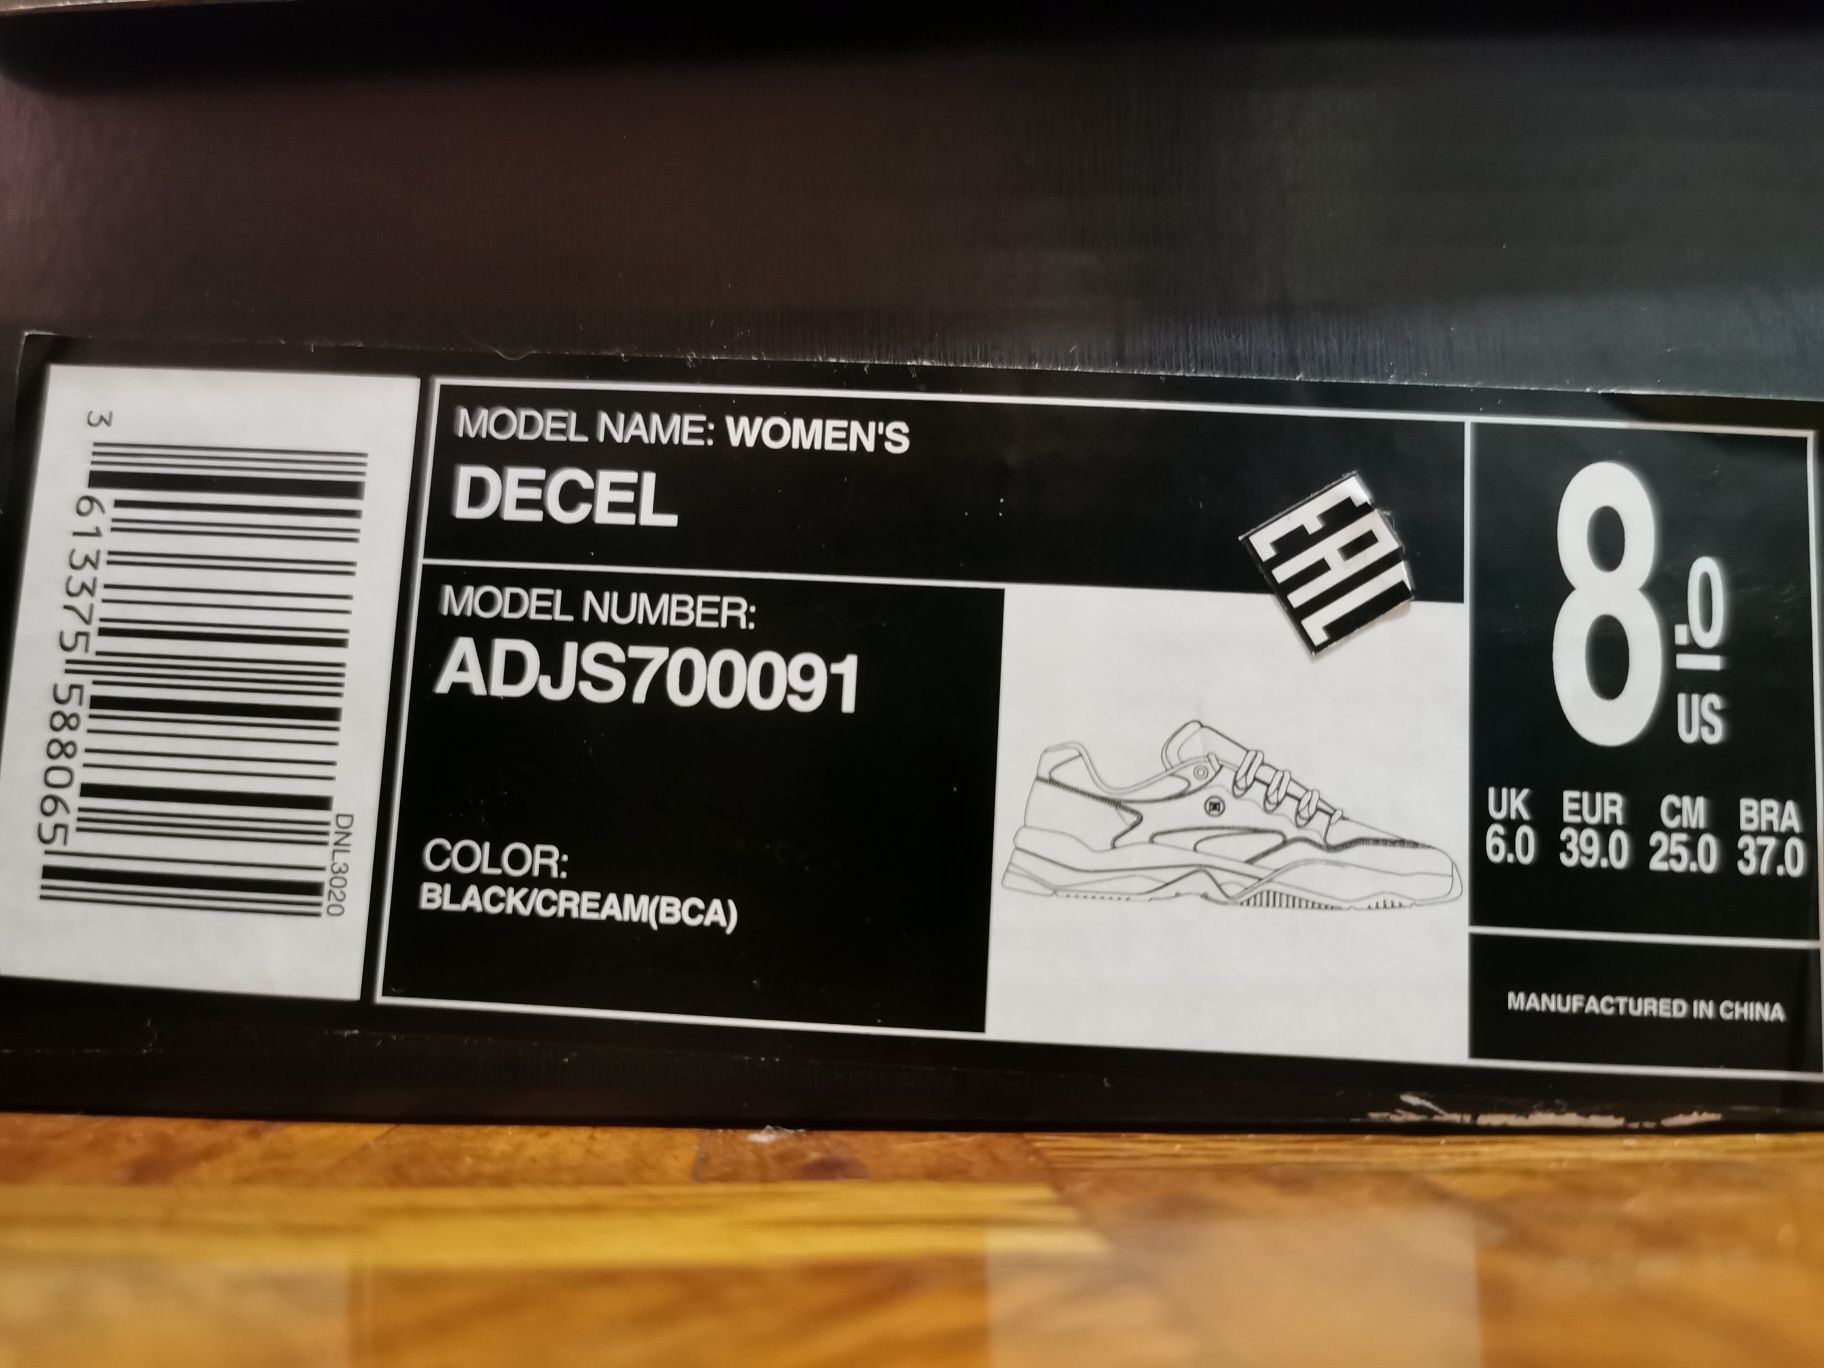 3 613375 588065
DNL3020
MODEL NAME: WOMEN'S
DECEL
MODEL NUMBER:
ADJS700091
COLOR:
BLACK/CREAM(BCA)
EAC
8.0
US
UK EUR CM BRA
6.0 39.0 25.0 37.0
MANUFACTURED IN CHINA